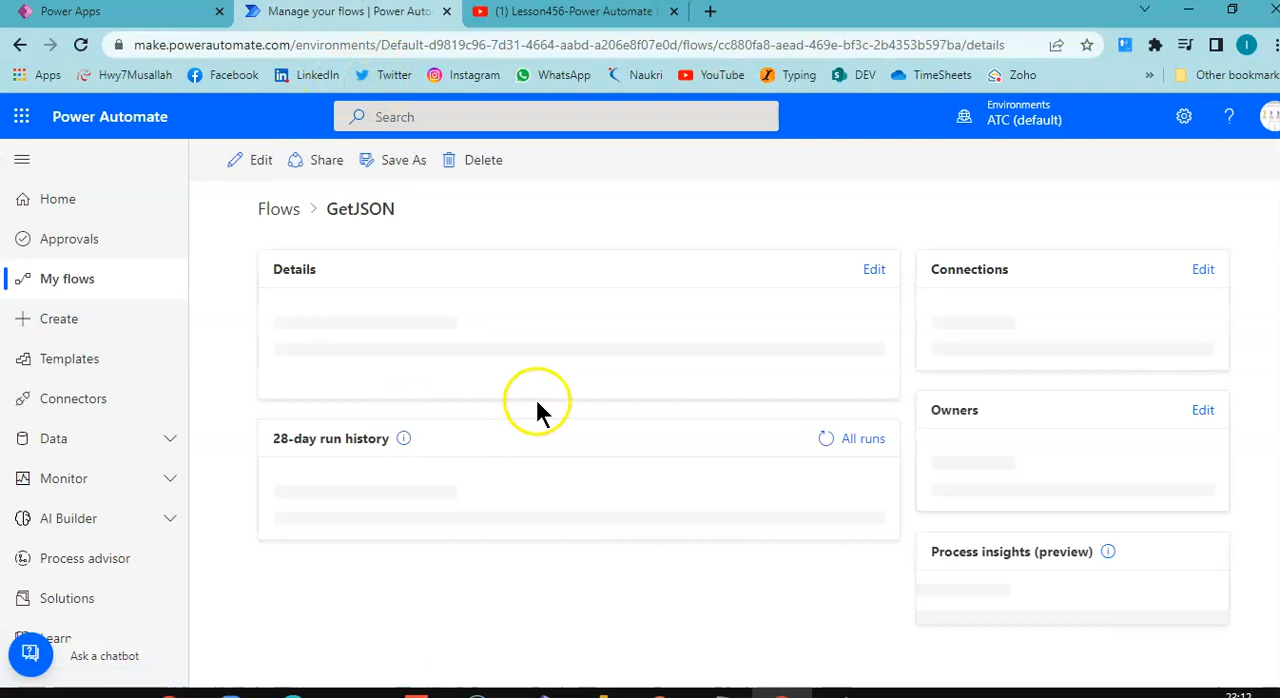 Power Apps
Manage your flows | Power Auto
(1) Lesson456-Power Automate
make.powerautomate.com/environments/Default-d9819c96-7d31-4664-aabd-a206e8f07e0d/flows/cc880fa8-aead-469e-bf3c-2b4353b597ba/details
I
Apps
Hwy7Musallah
Facebook
LinkedIn
Twitter
Instagram
WhatsApp
Naukri
YouTube
Typing
DEV
TimeSheets
Zoho
»
Other bookmark
Power Automate
Search
Environments
ATC (default)
?
Edit
Share
Save As
Delete
Home
Approvals
My flows
Create
Templates
Connectors
Data
Monitor
AI Builder
Process advisor
Solutions
Learn
Ask a chatbot
Flows > GetJSON
Details
Edit
28-day run history
All runs
Connections
Edit
Owners
Edit
Process insights (preview)